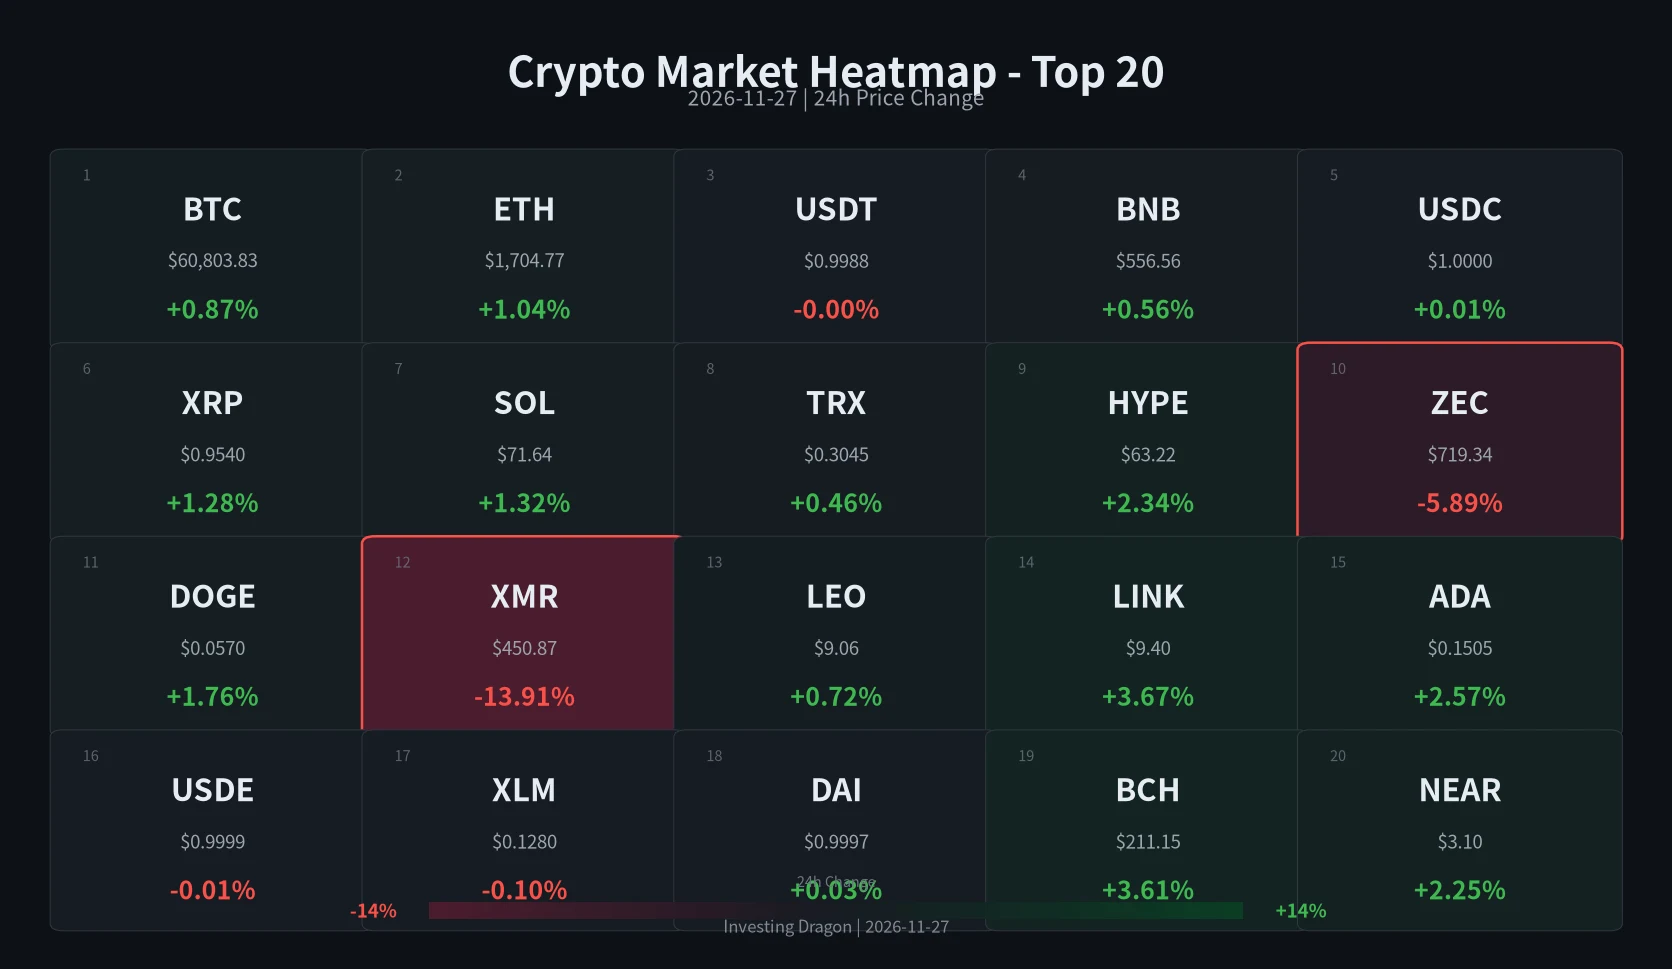 Crypto Market Heatmap - Top 20
2026-11-27 | 24h Price Change
1
BTC
$60,803.83
+0.87%
2
ETH
$1,704.77
+1.04%
3
USDT
$0.9988
-0.00%
4
BNB
$556.56
+0.56%
5
USDC
$1.0000
+0.01%
6
XRP
$0.9540
+1.28%
7
SOL
$71.64
+1.32%
8
TRX
$0.3045
+0.46%
9
HYPE
$63.22
+2.34%
10
ZEC
$719.34
-5.89%
11
DOGE
$0.0570
+1.76%
12
XMR
$450.87
-13.91%
13
LEO
$9.06
+0.72%
14
LINK
$9.40
+3.67%
15
ADA
$0.1505
+2.57%
16
USDE
$0.9999
-0.01%
17
XLM
$0.1280
-0.10%
18
DAI
$0.9997
+0.03%
19
BCH
$211.15
+3.61%
20
NEAR
$3.10
+2.25%
24h Change
-14%
+14%
Investing Dragon | 2026-11-27